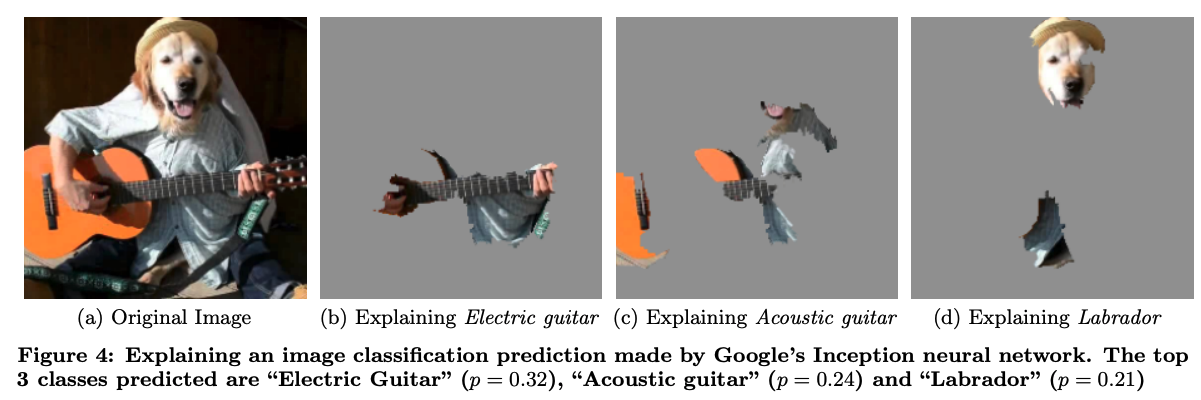 (a) Original Image
(b) Explaining Electric guitar
(c) Explaining Acoustic guitar
(d) Explaining Labrador
Figure 4: Explaining an image classification prediction made by Google's Inception neural network. The top
3 classes predicted are “Electric Guitar” (p = 0.32), “Acoustic guitar” (p = 0.24) and “Labrador” (p = 0.21)